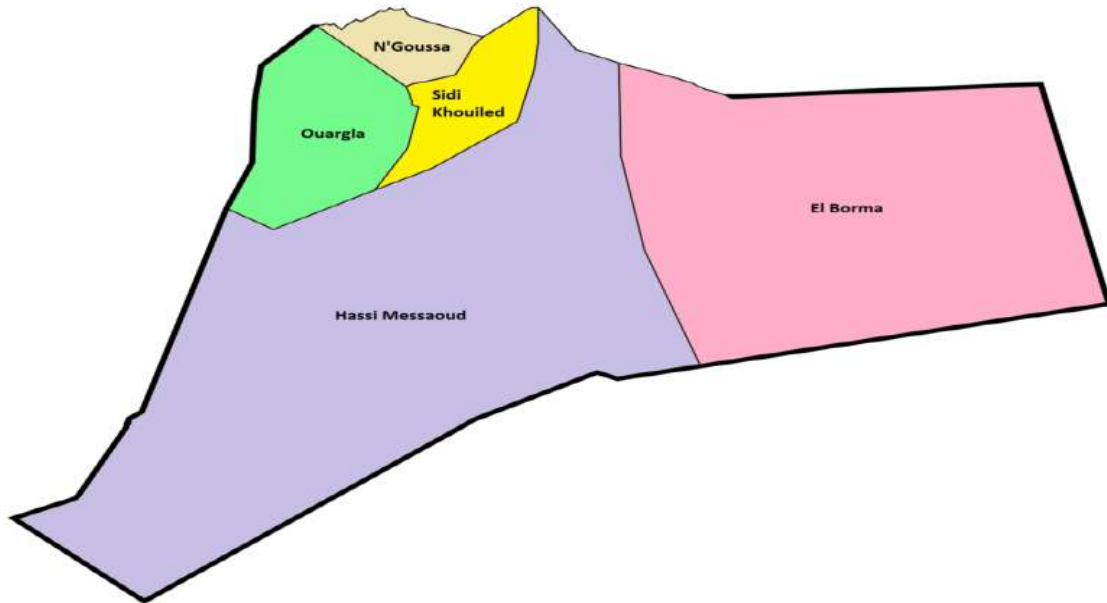 N'Goussa
Sidi
Khouiled
Ouargla
El Borma
Hassi Messaoud